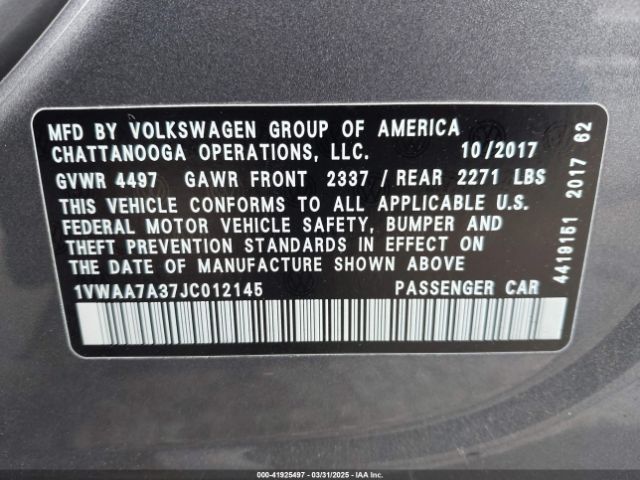 MFD BY VOLKSWAGEN GROUP OF AMERICA
CHATTANOOGA OPERATIONS, LLC. 10/2017
GVWR 4497 GAWR FRONT 2337 / REAR 2271 LBS
THIS VEHICLE CONFORMS TO ALL APPLICABLE U.S.
FEDERAL MOTOR VEHICLE SAFETY, BUMPER AND
THEFT PREVENTION STANDARDS IN EFFECT ON
THE DATE OF MANUFACTURE SHOWN ABOVE
1VWAA7A37JC012145 PASSENGER CAR
4419151 2017 62
000-41925497 - 03/31/2025 - IAA Inc.